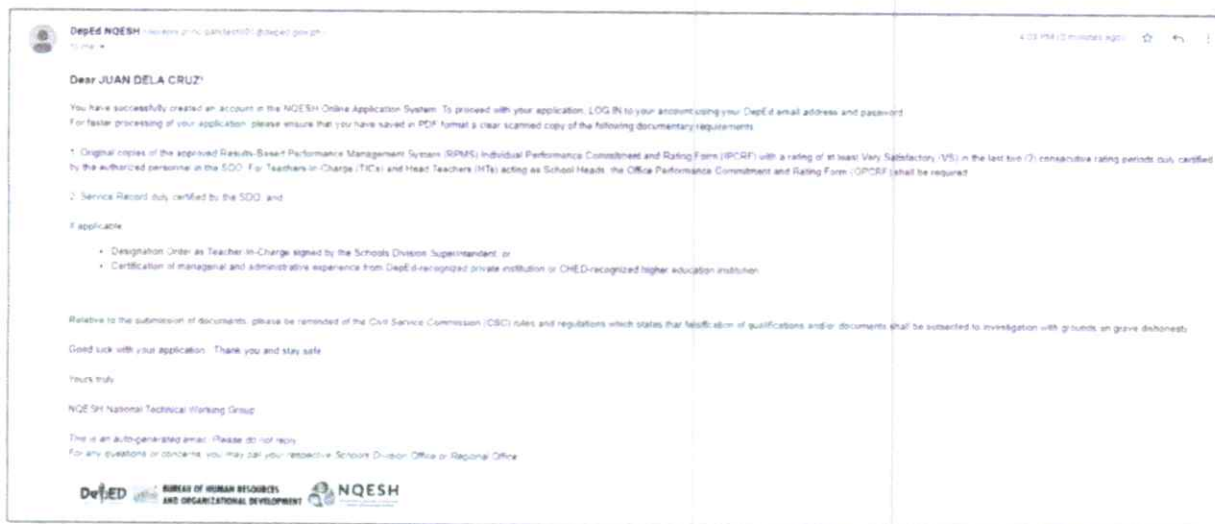 DepEd NQESH
to me
4:03 PM (0 minutes ago)
Dear JUAN DELA CRUZ!
You have successfully created an account in the NQESH Online Application System. To proceed with your application, LOG IN to your account using your DepEd email address and password.
For faster processing of your application, please ensure that you have saved in PDF format a clear scanned copy of the following documentary requirements
1. Original copies of the approved Results-Based Performance Management System (RPMS) Individual Performance Commitment and Rating Form (IPCRF) with a rating of at least Very Satisfactory (VS) in the last two (2) consecutive rating periods duly certified
by the authorized personnel in the SDO. For Teachers-In-Charge (TICs) and Head Teachers (HTs) acting as School Heads, the Office Performance Commitment and Rating Form (OPCRF) shall be required
2. Service Record duly certified by the SDO; and
If applicable
• Designation Order as Teacher-In-Charge signed by the Schools Division Superintendent; or
• Certification of managerial and administrative experience from DepEd-recognized private institution or CHED-recognized higher education institution
Relative to the submission of documents, please be reminded of the Civil Service Commission (CSC) rules and regulations which states that falsification of qualifications and/or documents shall be subjected to investigation with grounds on grave dishonesty
Good luck with your application. Thank you and stay safe
Yours truly
NQESH National Technical Working Group
This is an auto-generated email. Please do not reply.
For any questions or concerns, you may call your respective Schools Division Office or Regional Office
DepED BUREAU OF HUMAN RESOURCES
AND ORGANIZATIONAL DEVELOPMENT
NQESH